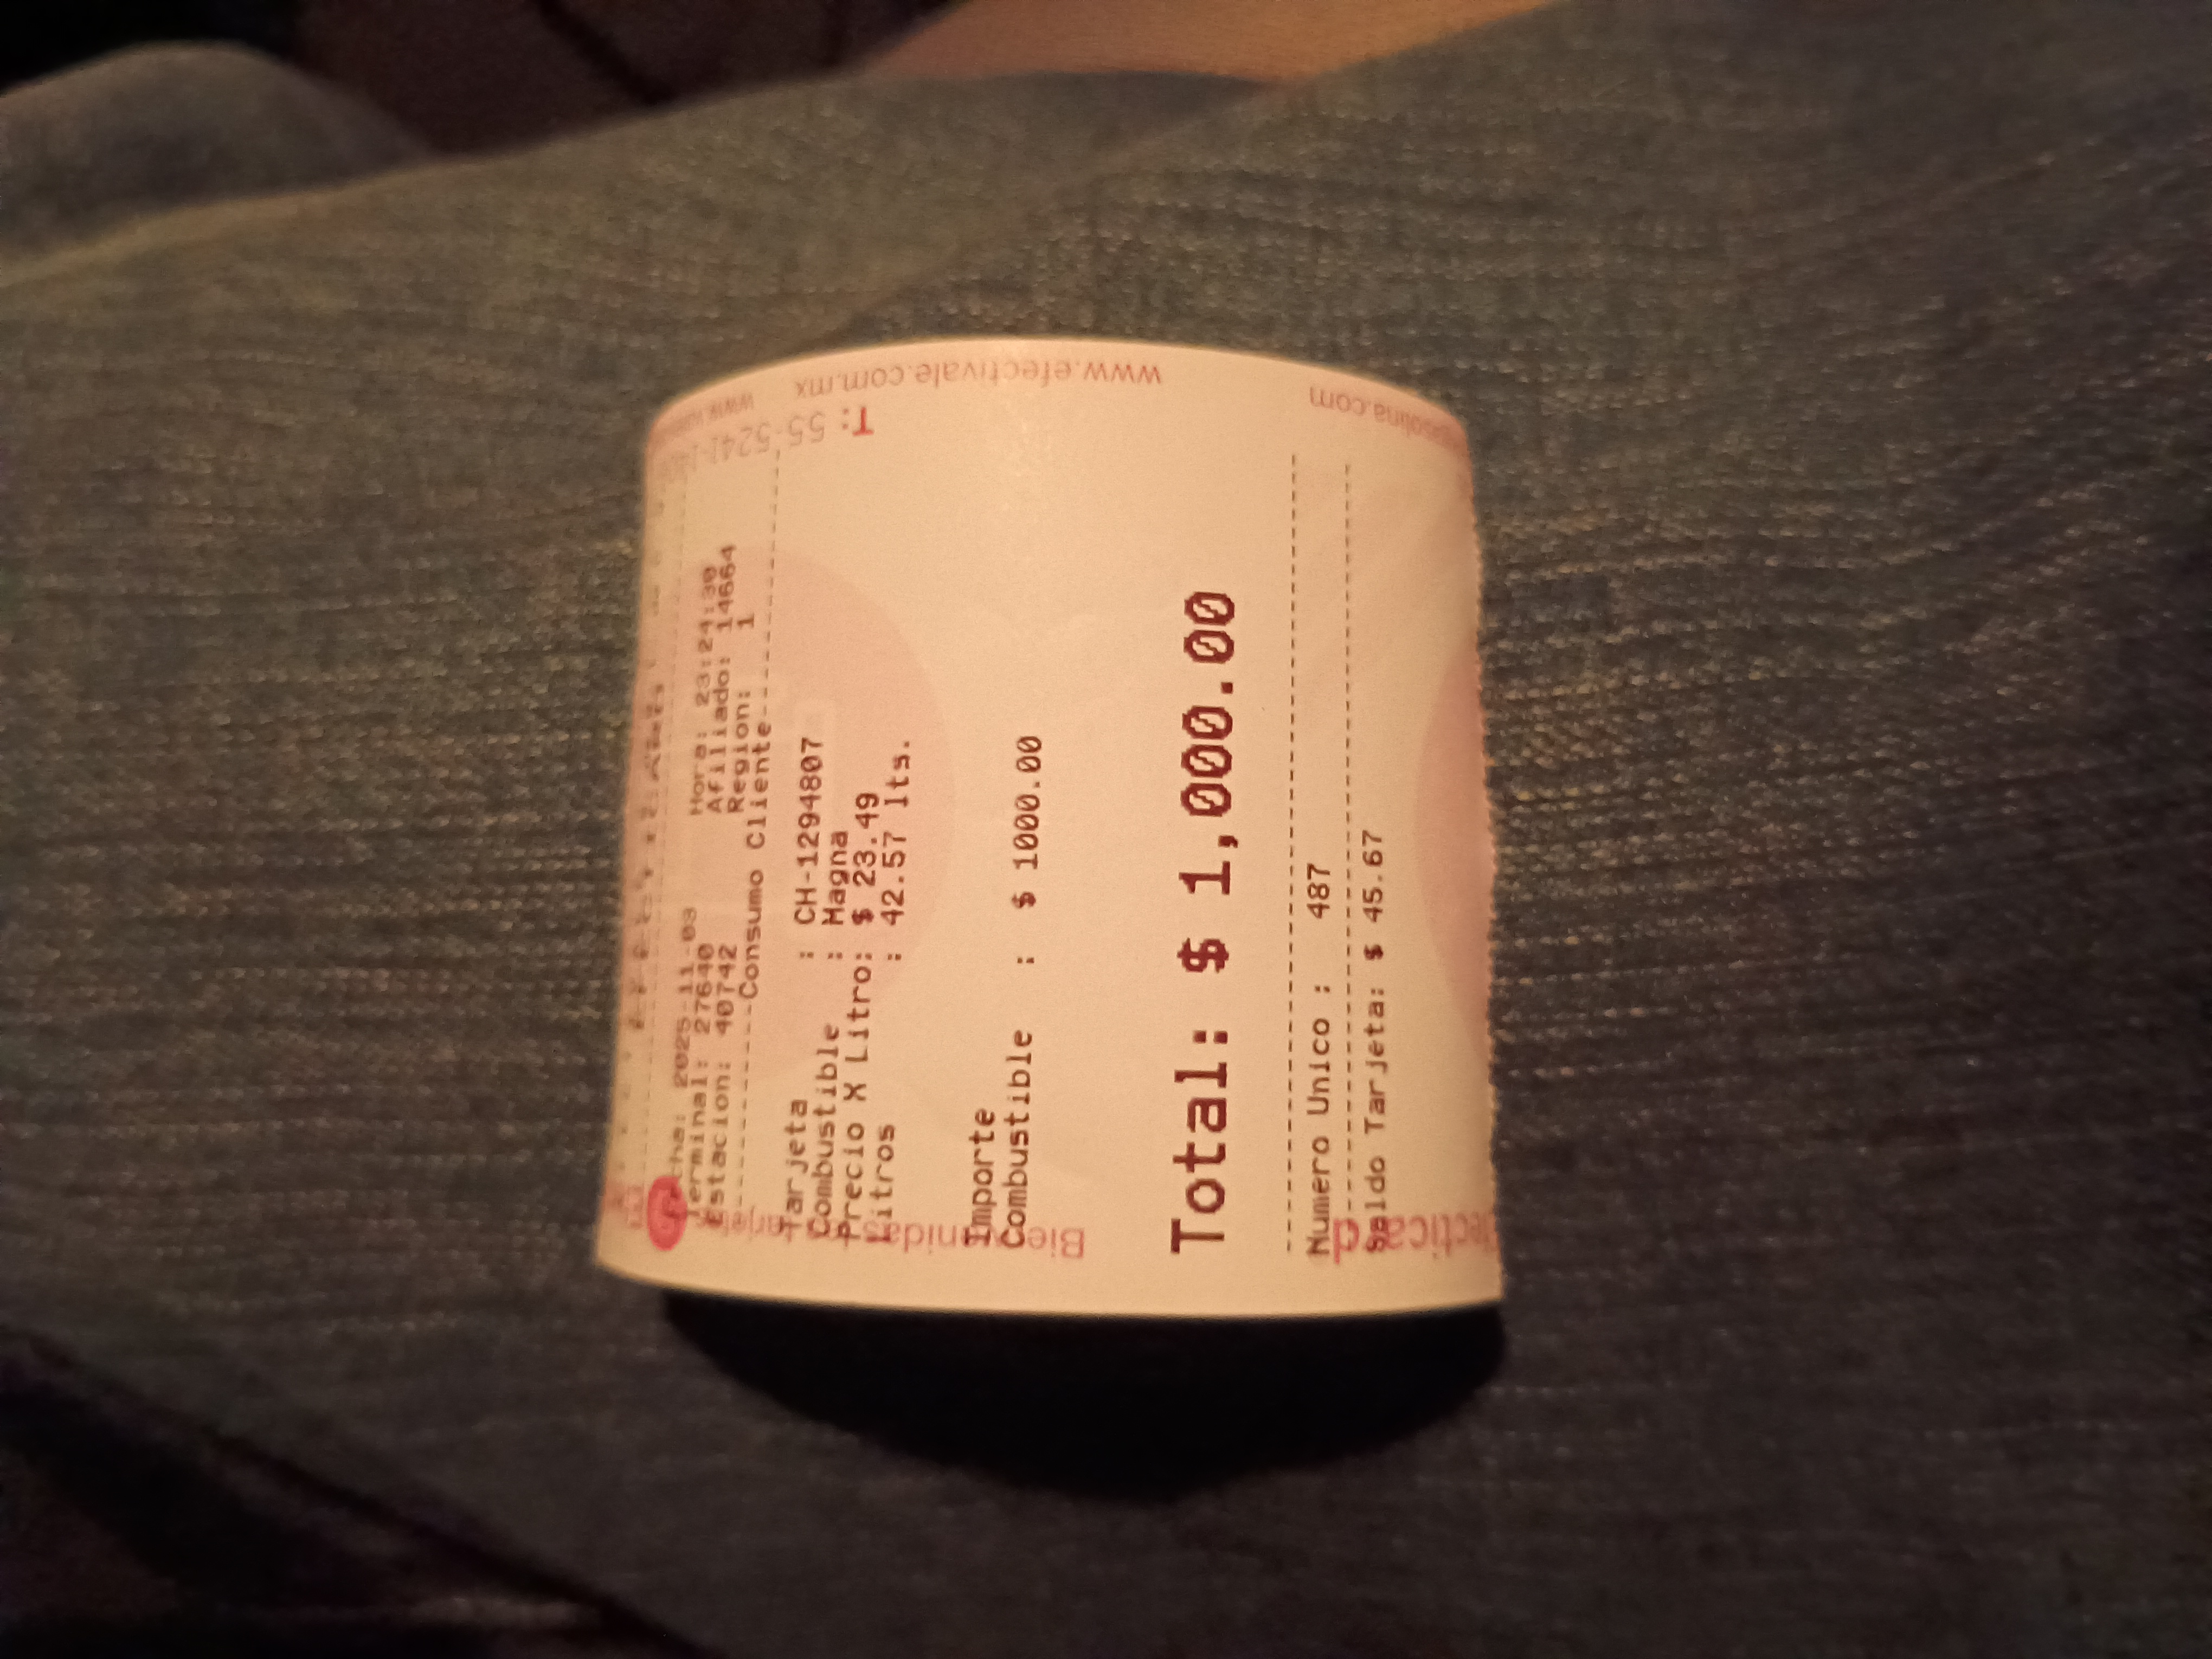 Fecha: 2025-11-03 Hora: 23:24:30
Terminal: 27640 Afiliado: 14664
Estacion: 40742 Region: 1
-----Consumo Cliente-----
Tarjeta : CH-1294807
Combustible : Magna
Precio X Litro: $ 23.49
Litros : 42.57 lts.
Importe
Combustible : $ 1000.00
Total: $ 1,000.00
Numero Unico : 487
Saldo Tarjeta: $ 45.67
www.efectivale.com.mx
T: 55-5241-
Bienvenidas